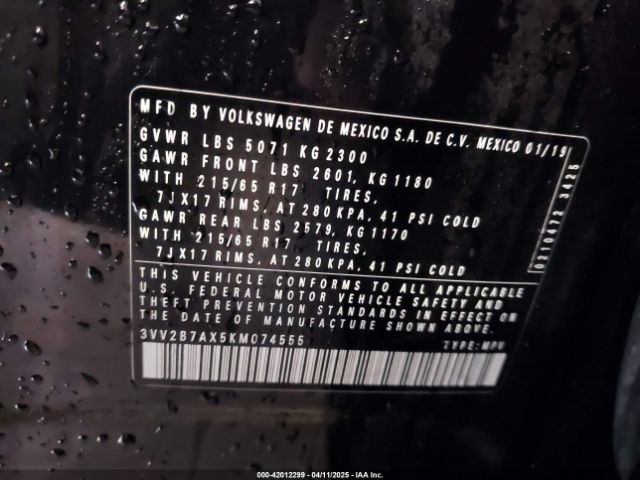 MFD BY VOLKSWAGEN DE MEXICO S.A. DE C.V. MEXICO 01/19
GVWR LBS 5071 KG 2300
GAWR FRONT LBS 2601, KG 1180
WITH 215/65 R17 TIRES,
7JX17 RIMS, AT 280 KPA, 41 PSI COLD
GAWR REAR LBS 2579, KG 1170
WITH 215/65 R17 TIRES,
7JX17 RIMS, AT 280 KPA, 41 PSI COLD
0210472 3426
THIS VEHICLE CONFORMS TO ALL APPLICABLE
U.S. FEDERAL MOTOR VEHICLE SAFETY AND
THEFT PREVENTION STANDARDS IN EFFECT ON
THE DATE OF MANUFACTURE SHOWN ABOVE.
3VV2B7AX5KM074555 TYPE: MPV
000-42012299 - 04/11/2025 - IAA Inc.